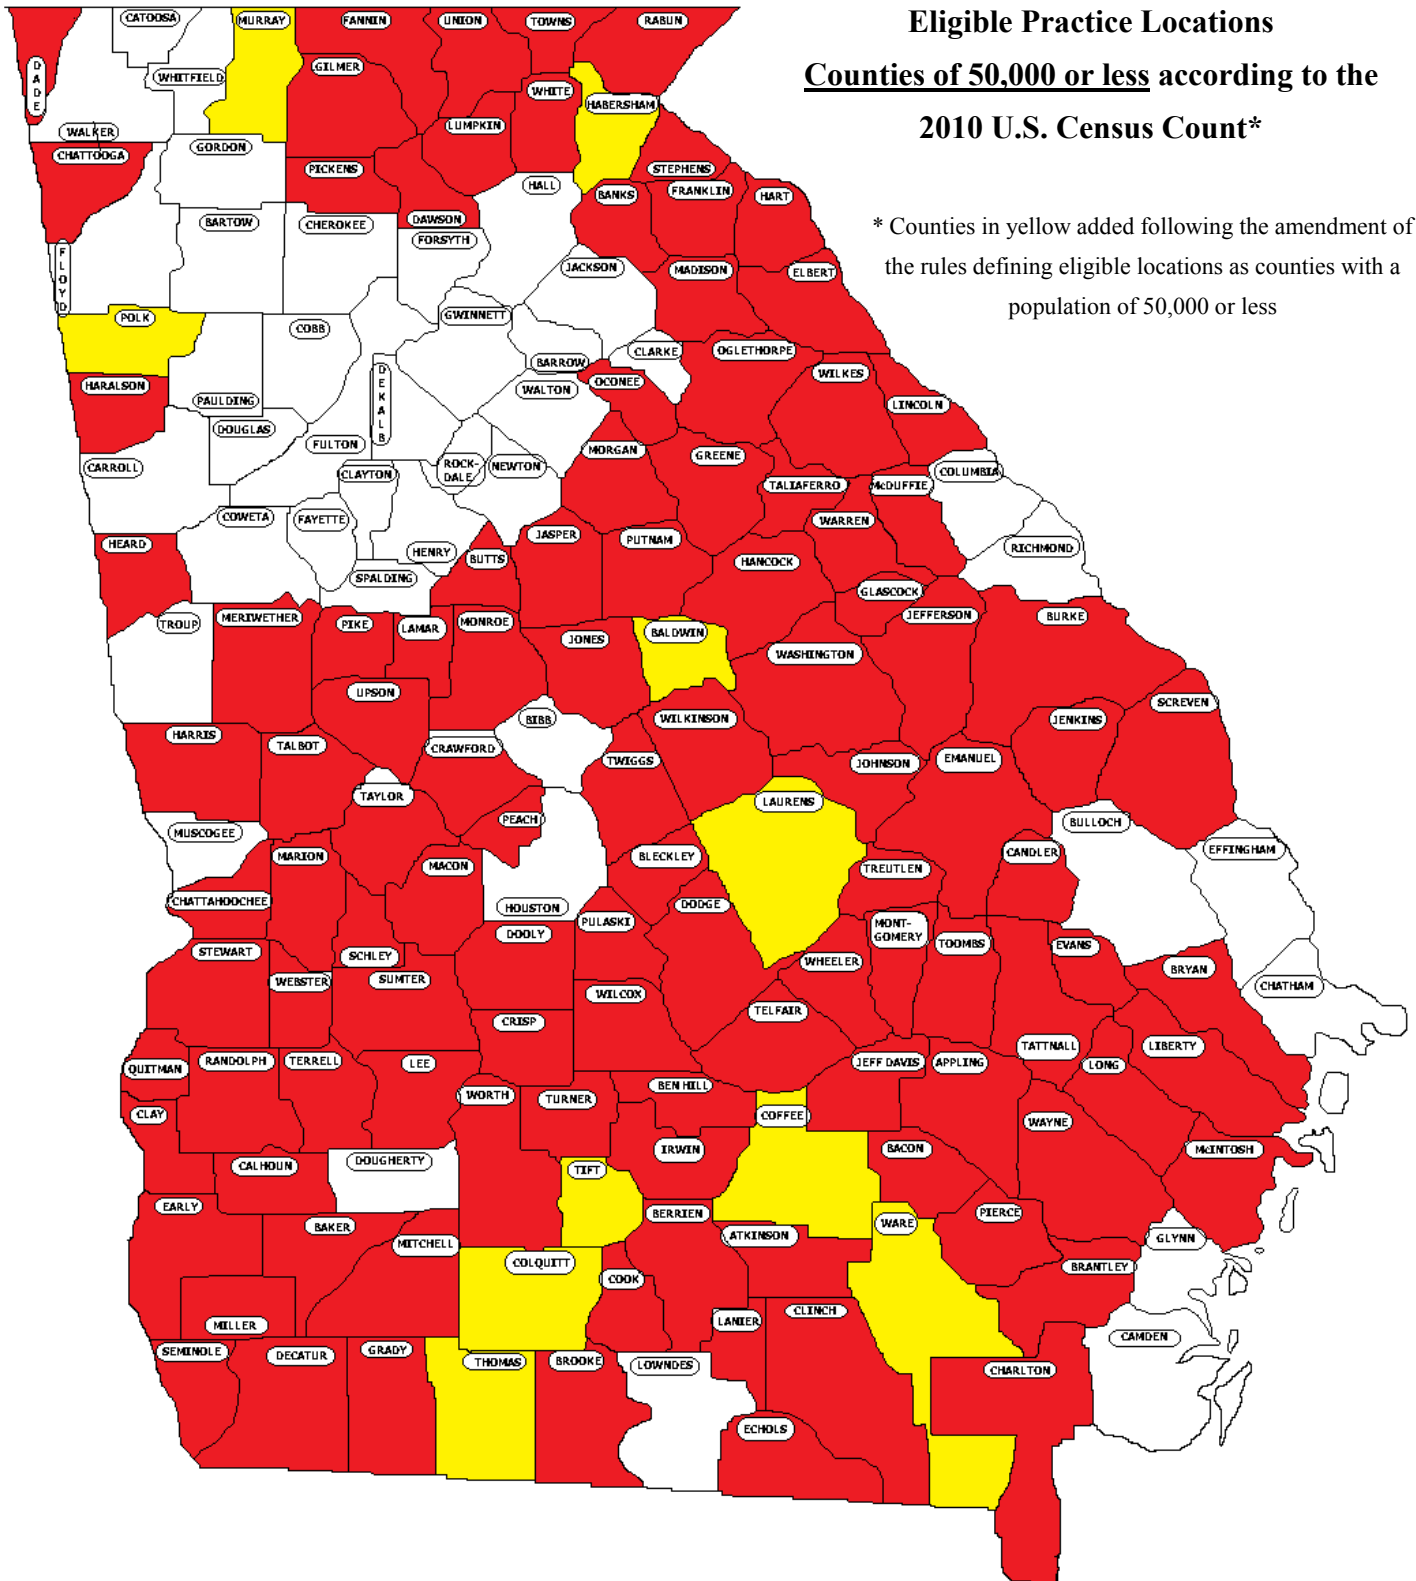 Eligible Practice Locations
Counties of 50,000 or less according to the
2010 U.S. Census Count*
* Counties in yellow added following the amendment of
the rules defining eligible locations as counties with a
population of 50,000 or less
CATOOSA
MURRAY
FANNIN
UNION
TOWNS
RABUN
DADE
WHITFIELD
GILMER
WHITE
HABERSHAM
WALKER
LUMPKIN
CHATTOOGA
GORDON
PICKENS
STEPHENS
HALL
BANKS
FRANKLIN
HART
BARTOW
CHEROKEE
DAWSON
FORSYTH
FLOYD
JACKSON
MADISON
ELBERT
POLK
COBB
GWINNETT
BARROW
CLARKE
OGLETHORPE
HARALSON
DEKALB
WALTON
OCONEE
WILKES
PAULDING
LINCOLN
DOUGLAS
FULTON
MORGAN
GREENE
CARROLL
CLAYTON
ROCK-
DALE
NEWTON
TALIAFERRO
McDUFFIE
COLUMBIA
COWETA
FAYETTE
WARREN
HEARD
HENRY
BUTTS
JASPER
PUTNAM
HANCOCK
RICHMOND
SPALDING
GLASCOCK
TROUP
MERIWETHER
PIKE
LAMAR
MONROE
JONES
BALDWIN
JEFFERSON
BURKE
WASHINGTON
UPSON
SCREVEN
HARRIS
TALBOT
CRAWFORD
BIBB
WILKINSON
JENKINS
TWIGGS
JOHNSON
EMANUEL
TAYLOR
LAURENS
MUSCOGEE
PEACH
BULLOCH
MARION
MACON
BLECKLEY
TREUTLEN
CANDLER
EFFINGHAM
CHATTAHOOCHEE
HOUSTON
PULASKI
DODGE
MONT-
GOMERY
DOOLY
TOOMBS
EVANS
STEWART
SCHLEY
WHEELER
WEBSTER
SUMTER
BRYAN
WILCOX
CHATHAM
CRISP
TELFAIR
TATTNALL
LIBERTY
QUITMAN
RANDOLPH
TERRELL
LEE
JEFF DAVIS
APPLING
LONG
BEN HILL
CLAY
WORTH
TURNER
COFFEE
WAYNE
DOUGHERTY
CALHOUN
TIFT
IRWIN
BACON
McINTOSH
EARLY
BAKER
BERRIEN
WARE
PIERCE
MITCHELL
ATKINSON
GLYNN
COLQUITT
COOK
BRANTLEY
MILLER
LANIER
CLINCH
CAMDEN
SEMINOLE
DECATUR
GRADY
THOMAS
BROOKE
LOWNDES
CHARLTON
ECHOLS